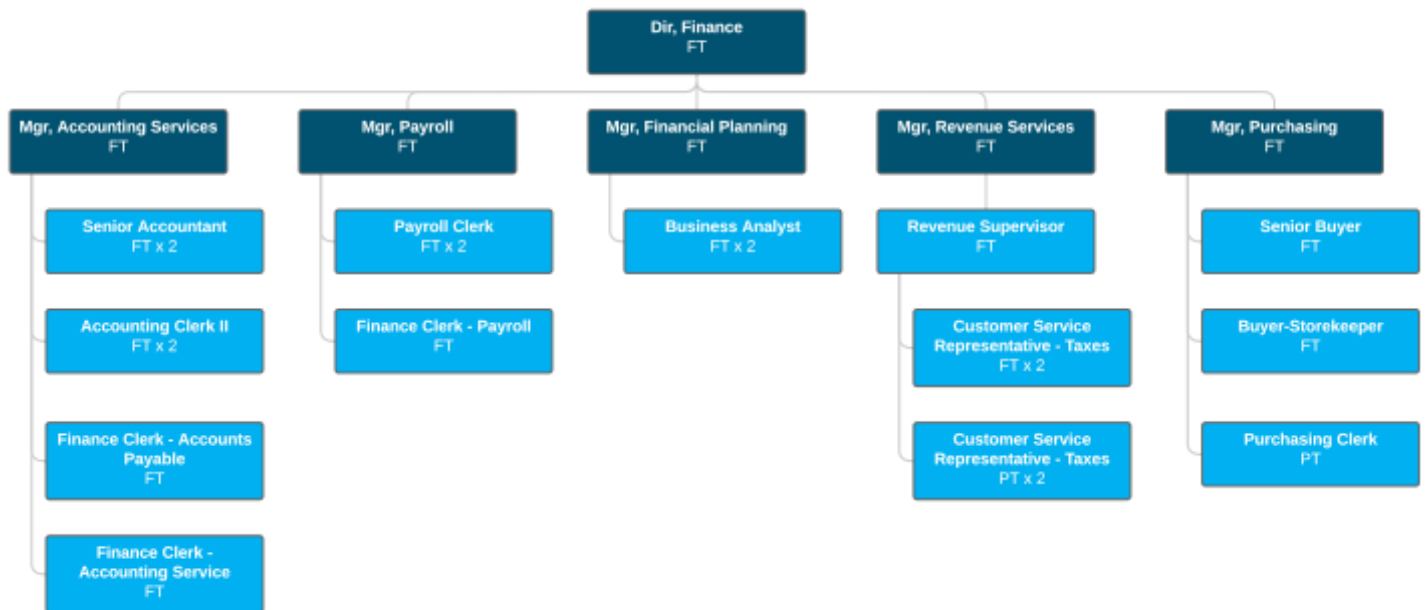 Dir, Finance
FT
Mgr, Accounting Services
FT
Mgr, Payroll
FT
Mgr, Financial Planning
FT
Mgr, Revenue Services
FT
Mgr, Purchasing
FT
Senior Accountant
FT x 2
Payroll Clerk
FT x 2
Business Analyst
FT x 2
Revenue Supervisor
FT
Senior Buyer
FT
Accounting Clerk II
FT x 2
Finance Clerk - Payroll
FT
Customer Service
Representative - Taxes
FT x 2
Buyer-Storekeeper
FT
Finance Clerk - Accounts
Payable
FT
Customer Service
Representative - Taxes
PT x 2
Purchasing Clerk
PT
Finance Clerk -
Accounting Service
FT